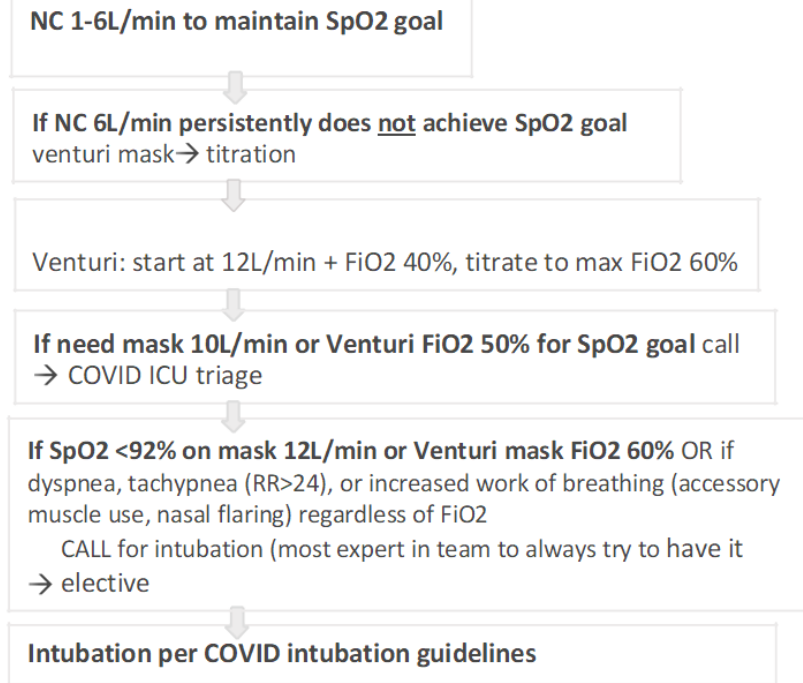 NC 1-6L/min to maintain SpO2 goal
If NC 6L/min persistently does not achieve SpO2 goal
venturi mask→ titration
Venturi: start at 12L/min + FiO2 40%, titrate to max FiO2 60%
If need mask 10L/min or Venturi FiO2 50% for SpO2 goal call
→ COVID ICU triage
If SpO2 <92% on mask 12L/min or Venturi mask FiO2 60% OR if
dyspnea, tachypnea (RR>24), or increased work of breathing (accessory
muscle use, nasal flaring) regardless of FiO2
CALL for intubation (most expert in team to always try to have it
→ elective
Intubation per COVID intubation guidelines